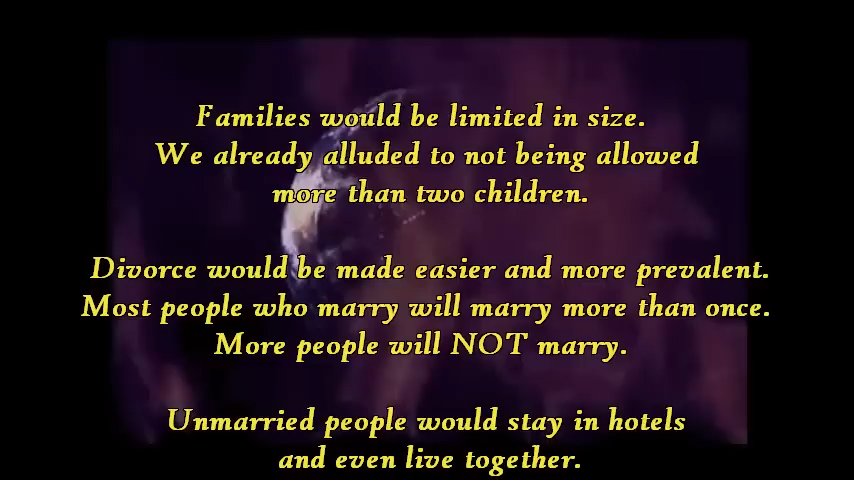 Families would be limited in size.
We already alluded to not being allowed
more than two children.
Divorce would be made easier and more prevalent.
Most people who marry will marry more than once.
More people will NOT marry.
Unmarried people would stay in hotels
and even live together.